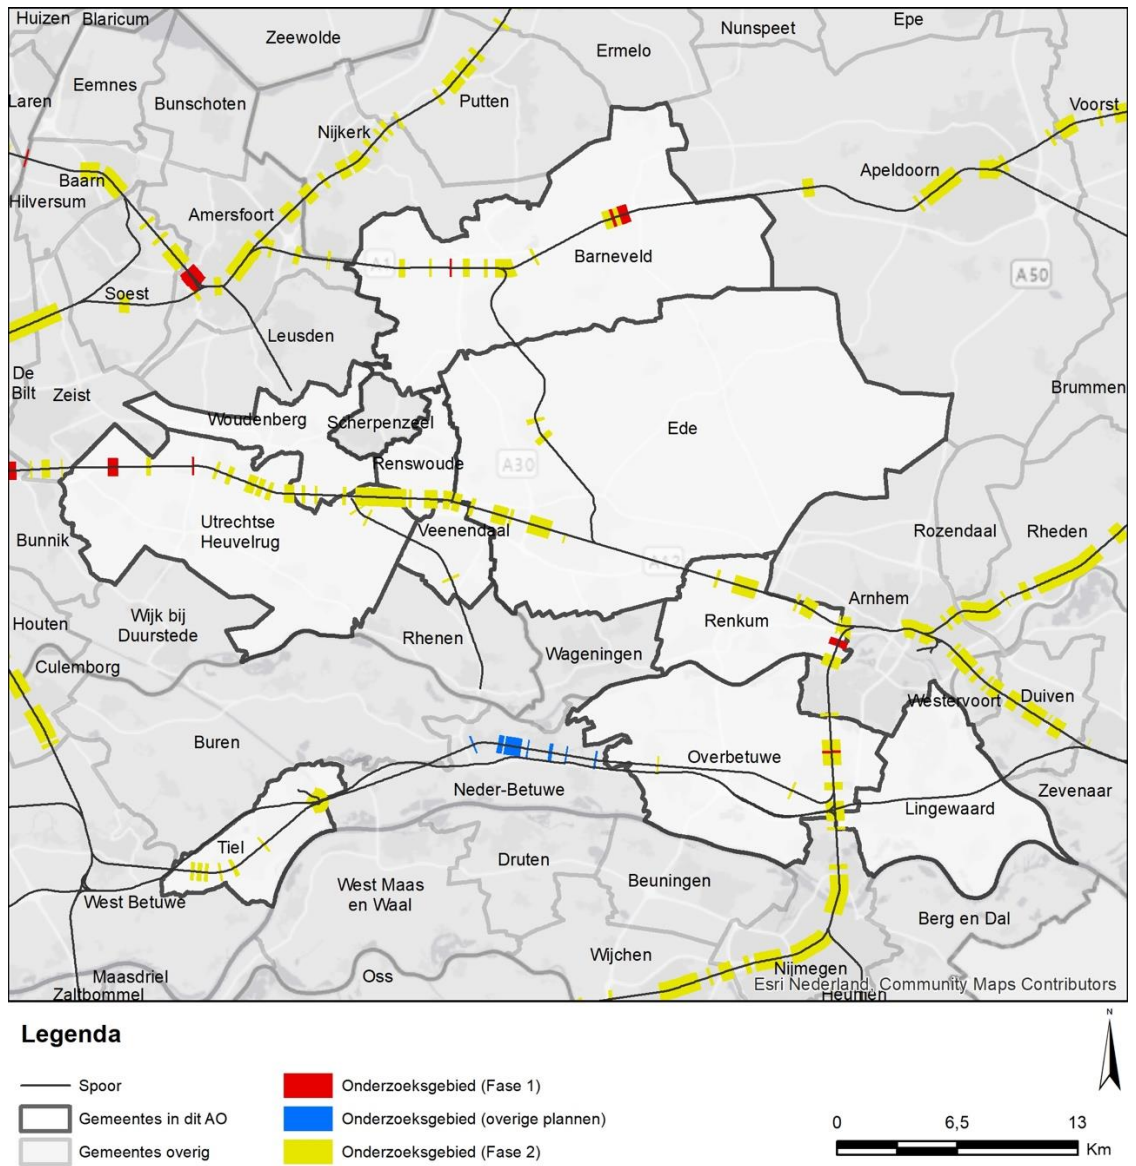 Huizen
Blaricum
Zeewolde
Ermelo
Nunspeet
Epe
Eemnes
Laren
Bunschoten
Putten
Voorst
Nijkerk
Baarn
Hilversum
Apeldoorn
Amersfoort
Barneveld
A1
A50
Soest
Leusden
De
Bilt
Zeist
Brummen
Woudenberg
Scherpenzeel
Ede
Renswoude
A30
Utrechtse
Heuvelrug
Veenendaal
Bunnik
Rozendaal
Rheden
A12
Arnhem
Houten
Wijk bij
Duurstede
Rhenen
Renkum
Wageningen
Culemborg
Westervoort
Duiven
Buren
Overbetuwe
Neder-Betuwe
Lingewaard
Zevenaar
Tiel
Druten
Beuningen
West Maas
en Waal
West Betuwe
Berg en Dal
Wijchen
Maasdriel
Oss
Nijmegen
Zaltbommel
Esri Nederland, Community Maps Contributors
Heumen
Legenda
N
Spoor
Gemeentes in dit AO
Gemeentes overig
Onderzoeksgebied (Fase 1)
Onderzoeksgebied (overige plannen)
Onderzoeksgebied (Fase 2)
0 6,5 13
Km